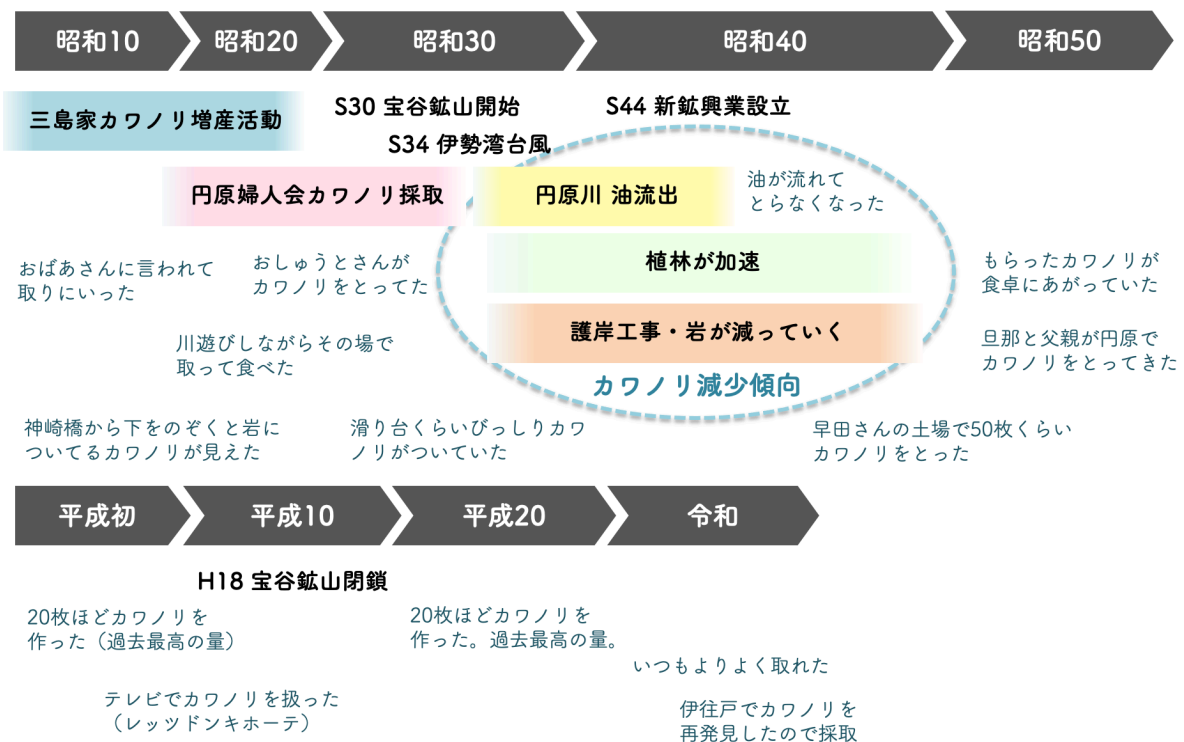 昭和10
昭和20
昭和30
昭和40
昭和50
三島家カワノリ増産活動
S30 宝谷鉱山開始
S34 伊勢湾台風
S44 新鉱興業設立
円原婦人会カワノリ採取
円原川 油流出
油が流れて
とらなくなった
植林が加速
おばあさんに言われて
取りにいった
おしゅうとさんが
カワノリをとってた
もらったカワノリが
食卓にあがっていた
護岸工事・岩が減っていく
川遊びしながらその場で
取って食べた
旦那と父親が円原で
カワノリをとってきた
カワノリ減少傾向
神崎橋から下をのぞくと岩に
ついてるカワノリが見えた
滑り台くらいびっしりカワ
ノリがついていた
早田さんの土場で50枚くらい
カワノリをとった
平成初
平成10
平成20
令和
H18 宝谷鉱山閉鎖
20枚ほどカワノリを
作った（過去最高の量）
20枚ほどカワノリを
作った。過去最高の量。
テレビでカワノリを扱った
（レッツドンキホーテ）
いつもよりよく取れた
伊往戸でカワノリを
再発見したので採取